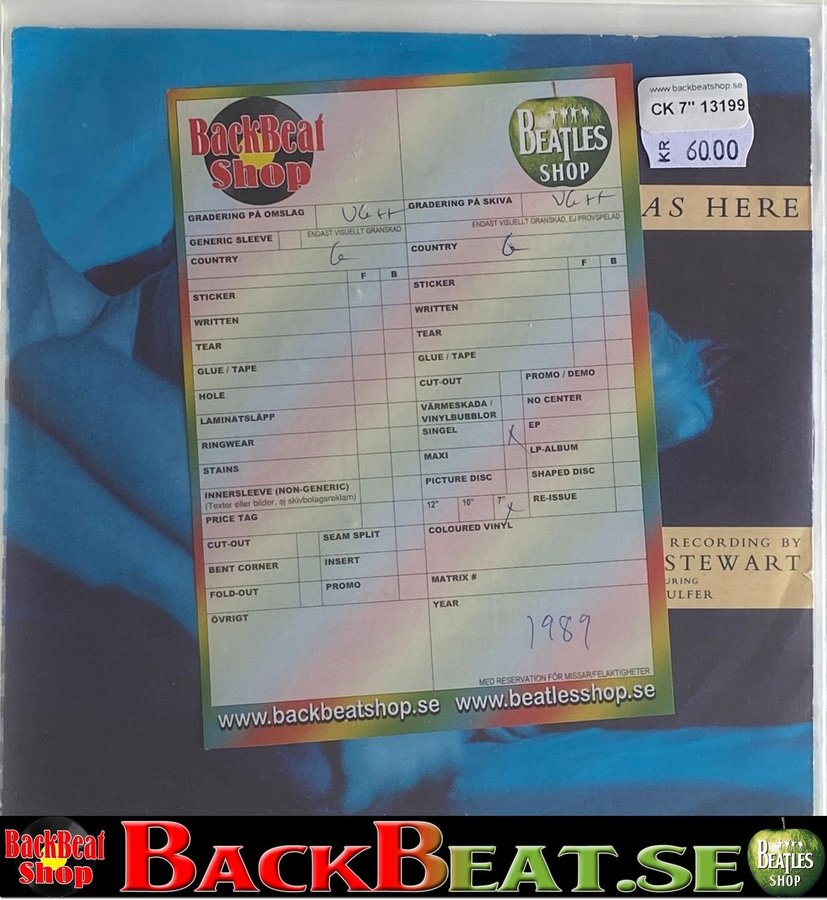 www.backbeatshop.se
CK 7" 13199
KR 60.00
AS HERE
RECORDING BY
STEWART
URING
ULFER
BackBeat
Shop
BEATLES
SHOP
GRADERING PÅ OMSLAG VG++
ENDAST VISUELLT GRANSKAD
GENERIC SLEEVE
COUNTRY G
F B
STICKER
WRITTEN
TEAR
GLUE / TAPE
HOLE
LAMINATSLÄPP
RINGWEAR
STAINS
INNERSLEEVE (NON-GENERIC)
(Texter eller bilder, ej skivbolagsreklam)
PRICE TAG
CUT-OUT SEAM SPLIT
BENT CORNER INSERT
FOLD-OUT PROMO
ÖVRIGT
GRADERING PÅ SKIVA VG++
ENDAST VISUELLT GRANSKAD, EJ PROVSPELAD
COUNTRY G
F B
STICKER
WRITTEN
TEAR
GLUE / TAPE
CUT-OUT PROMO / DEMO
VÄRMESKADA /
VINYLBUBBLOR NO CENTER
SINGEL X EP
MAXI LP-ALBUM
PICTURE DISC SHAPED DISC
12" 10" 7" X RE-ISSUE
COLOURED VINYL
MATRIX #
YEAR
1989
MED RESERVATION FÖR MISSAR/FELAKTIGHETER
www.backbeatshop.se www.beatlesshop.se
BackBeat
Shop
BACKBEAT.SE
BEATLES
SHOP